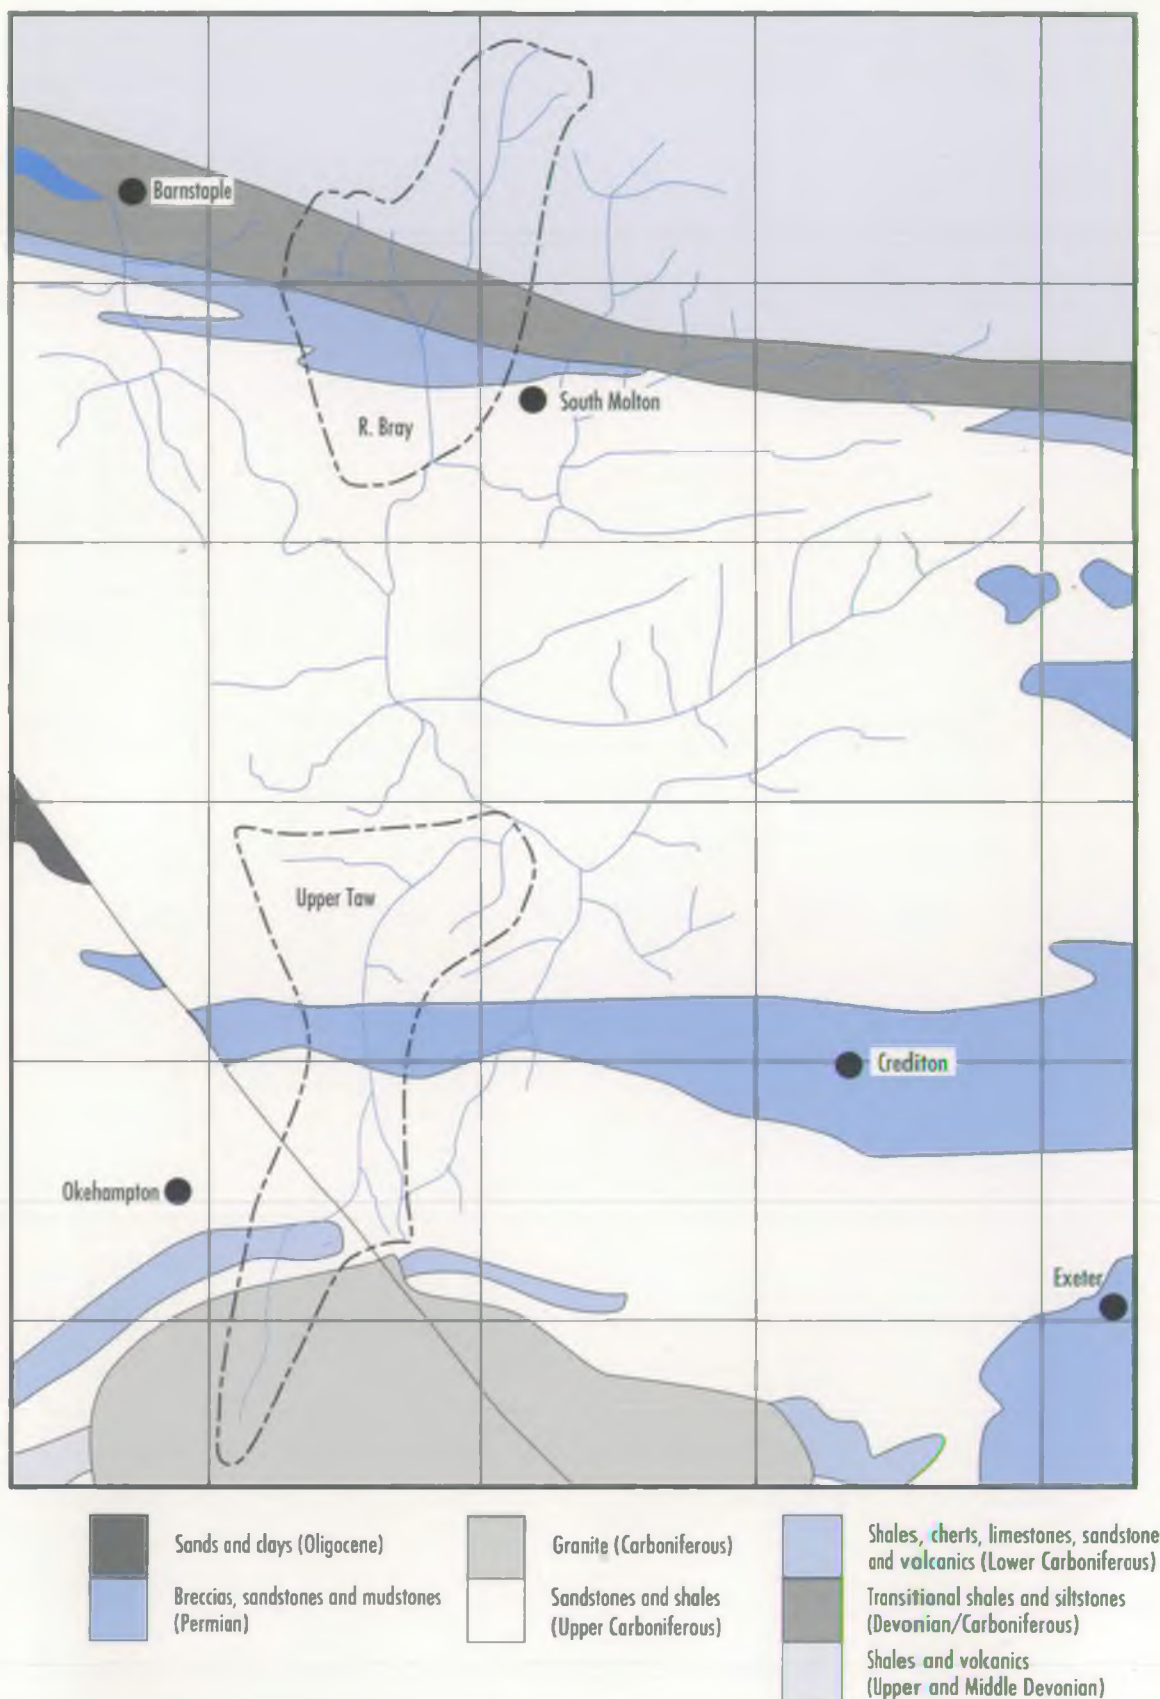 Barnstaple
South Molton
R. Bray
Upper Taw
Crediton
Okehampton
Exeter
Sands and clays (Oligocene)
Breccias, sandstones and mudstones
(Permian)
Granite (Carboniferous)
Sandstones and shales
(Upper Carboniferous)
Shales, cherts, limestones, sandstone
and volcanics (Lower Carboniferous)
Transitional shales and siltstones
(Devonian/Carboniferous)
Shales and volcanics
(Upper and Middle Devonian)